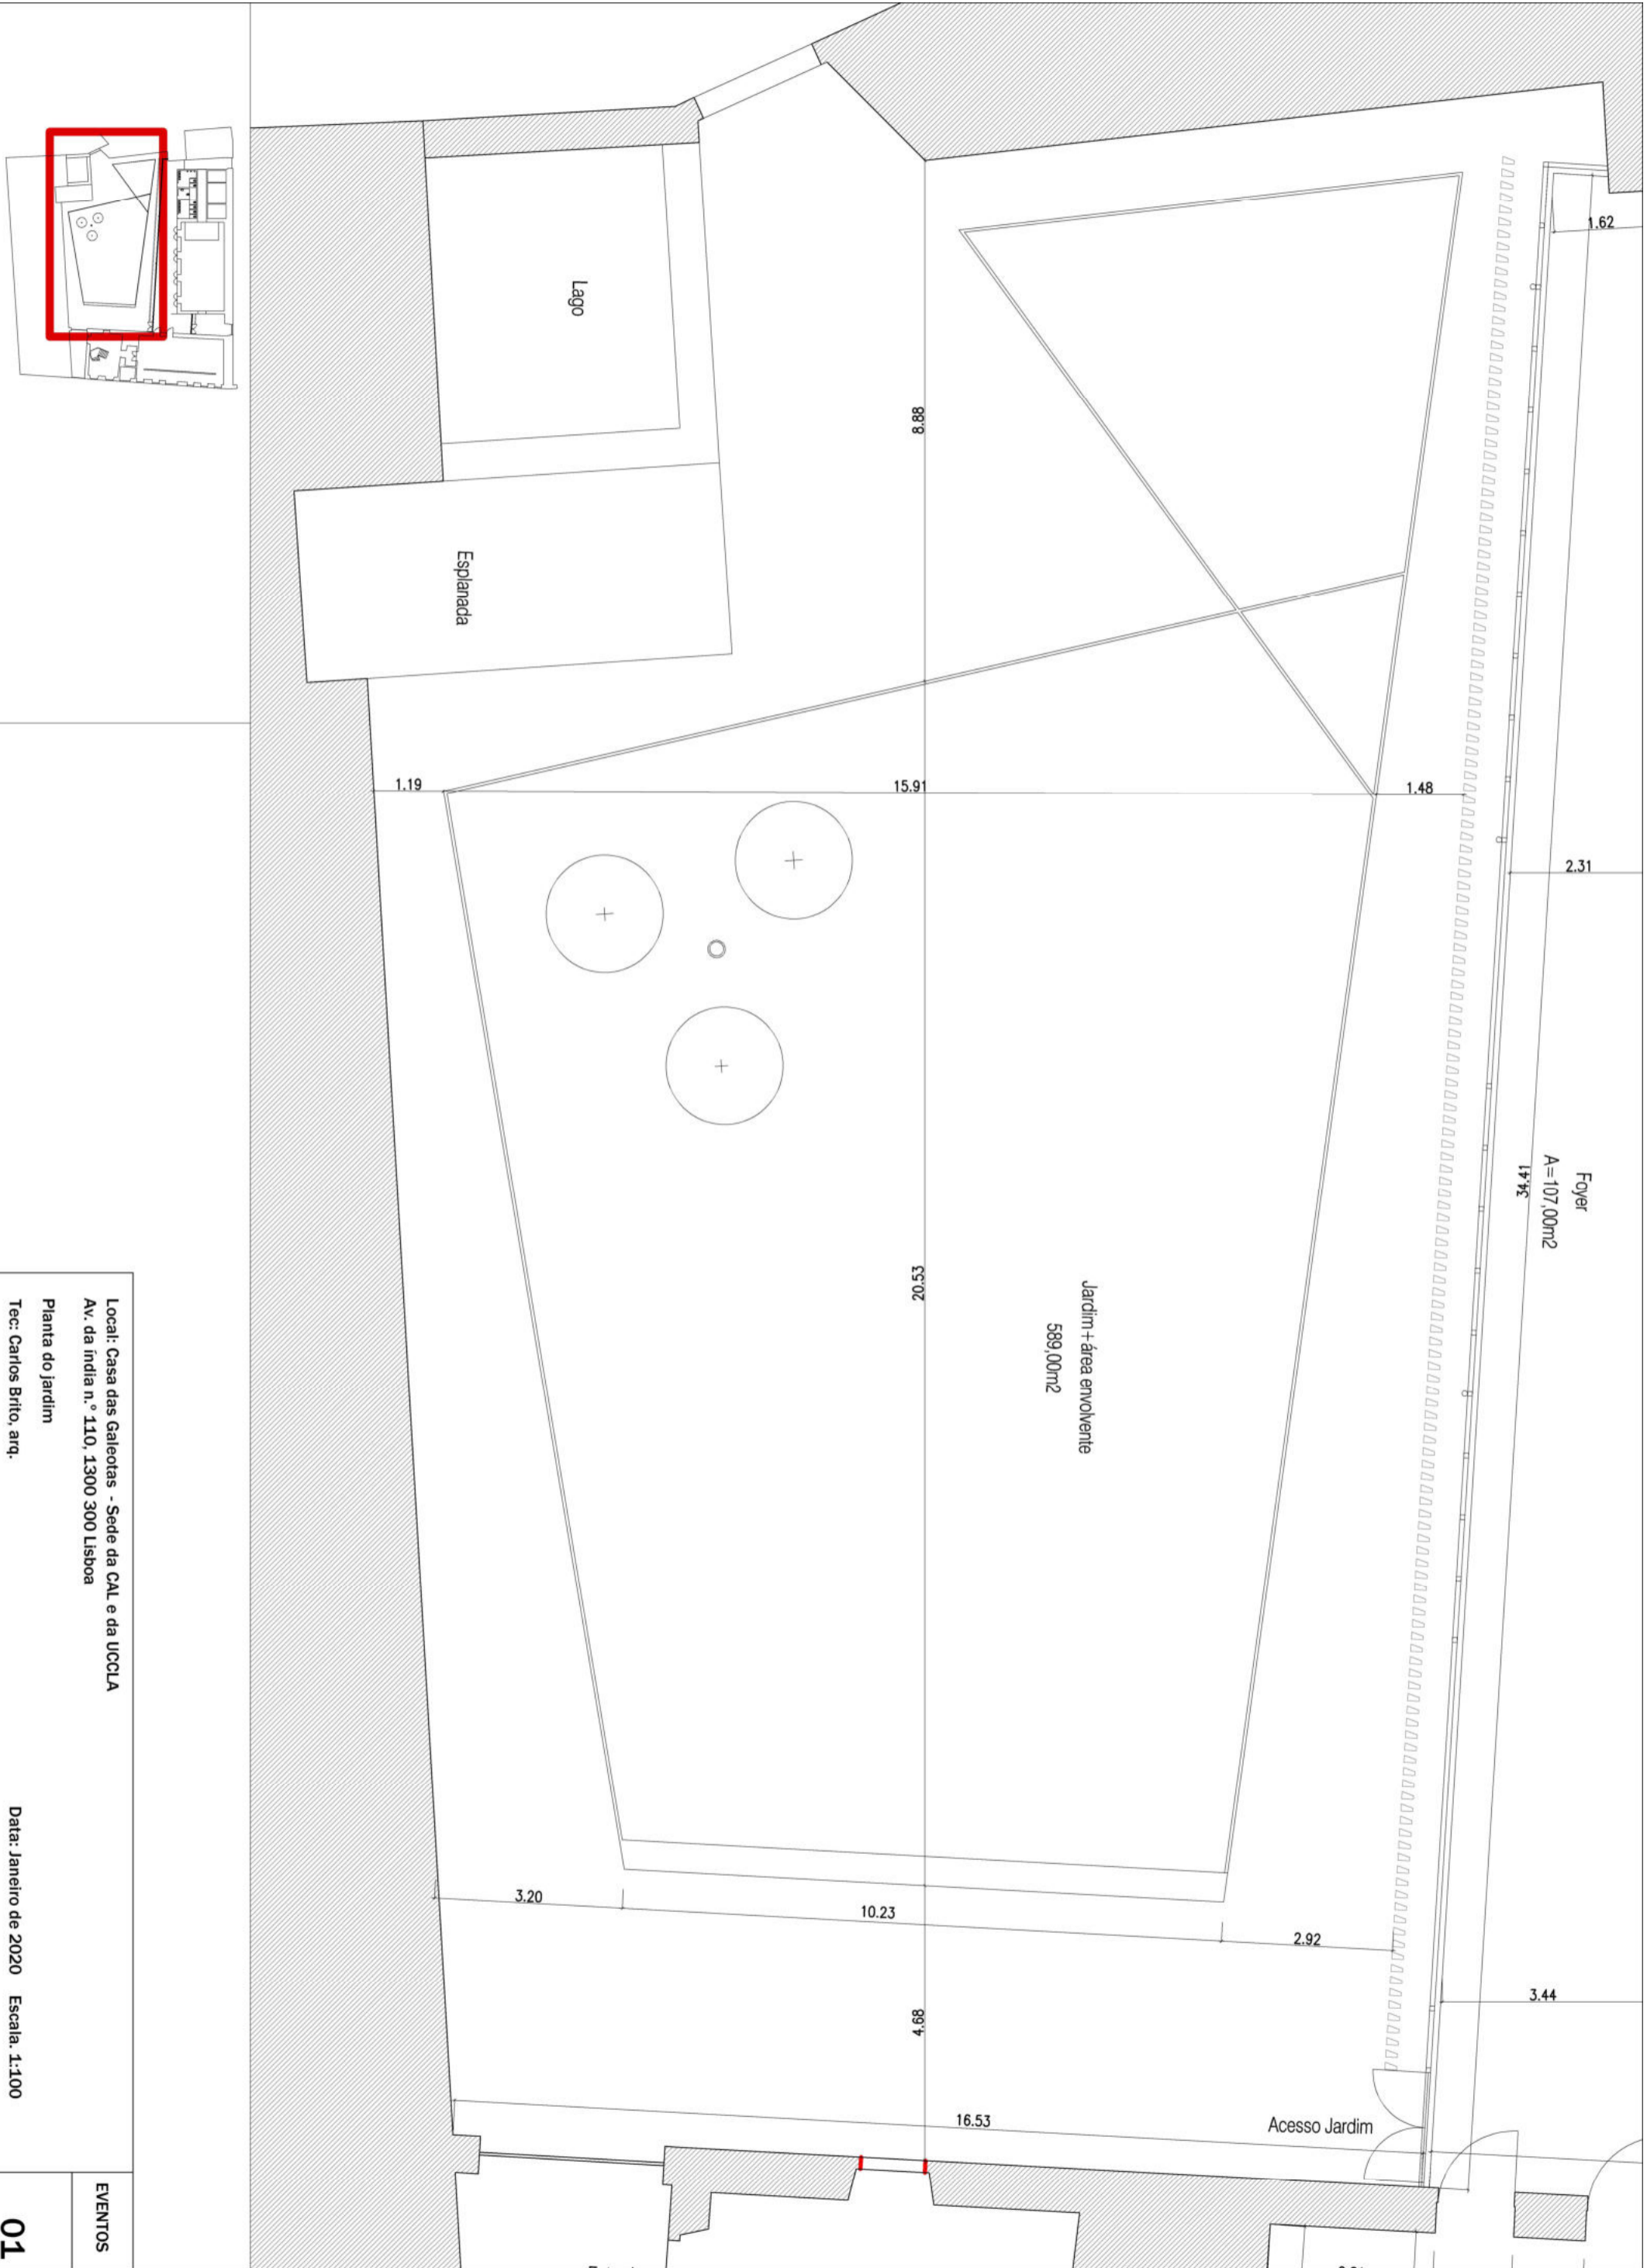 1.62
Lago
8.88
Esplanada
1.19
15.91
1.48
2.31
Foyer
A=107,00m2
34.41
20.53
Jardim+área envolvente
589,00m2
3.20
10.23
2.92
3.44
4.98
16.53
Acesso Jardim
Local: Casa das Galeotas - Sede da CAL e da UCCLA
Av. da índia n.º 110, 1300 300 Lisboa
Planta do jardim
Tec: Carlos Brito, arq.
Data: Janeiro de 2020 Escala. 1:100
EVENTOS
01